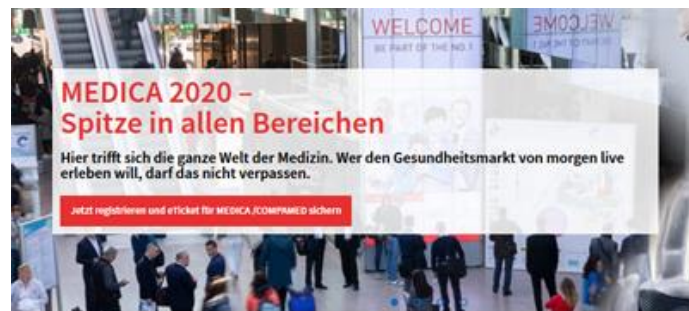 WELCOME
BE PART OF THE NO. 1
MEDICA 2020 –
Spitze in allen Bereichen
Hier trifft sich die ganze Welt der Medizin. Wer den Gesundheitsmarkt von morgen live
erleben will, darf das nicht verpassen.
Jetzt registrieren und eTicket für MEDICA /COMPAMED sichern